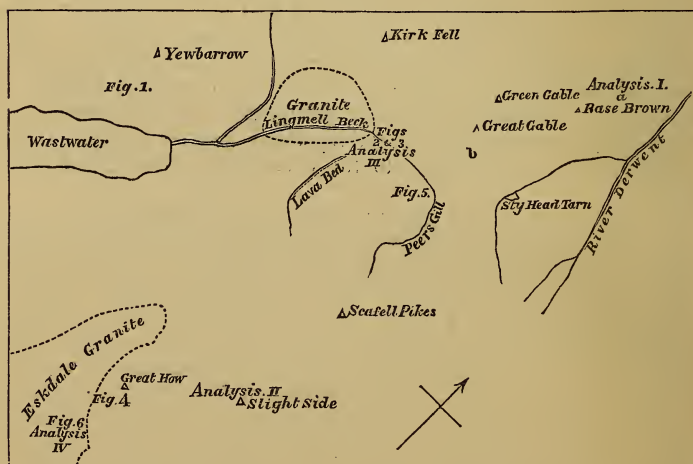 Kirk Fell
Yewbarrow
Fig. 1.
Green Gable
Analysis. I.
a
Base Brown
Granite
Lingmell Beck
Figs
2 & 3.
Great Gable
Wastwater
Analysis
III
b
Lava Bed
Fig. 5.
Peers Gill
Sty Head Tarn
River Derwent
Scafell Pikes
Eskdale Granite
Great How
Fig. 4
Analysis. II
Slight Side
Fig. 6
Analysis
IV